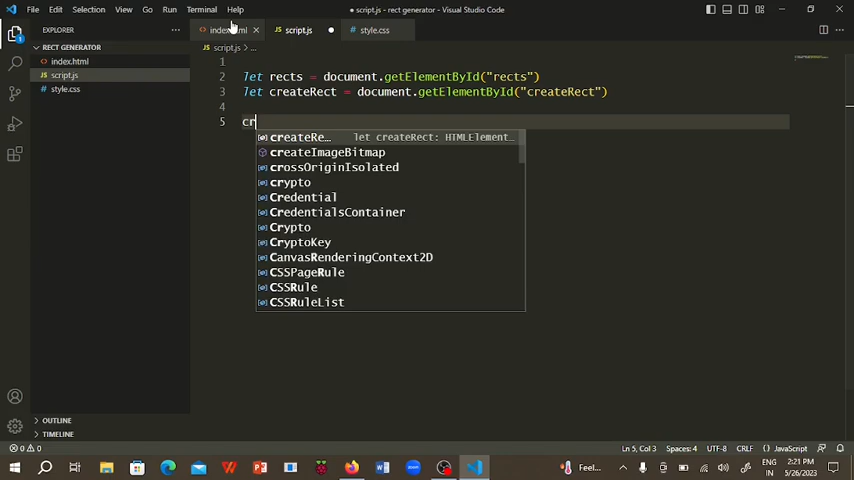 File Edit Selection View Go Run Terminal Help
● script.js - rect generator - Visual Studio Code
EXPLORER
RECT GENERATOR
index.html
script.js
style.css
index.html script.js ● style.css
script.js > ...
1
2 let rects = document.getElementById("rects")
3 let createRect = document.getElementById("createRect")
4
5 cr
createRe… let createRect: HTMLElement…
createImageBitmap
crossOriginIsolated
crypto
Credential
CredentialsContainer
Crypto
CryptoKey
CanvasRenderingContext2D
CSSPageRule
CSSRule
CSSRuleList
OUTLINE
TIMELINE
0 0
Ln 5, Col 3 Spaces: 4 UTF-8 CRLF {} JavaScript
Feel...
ENG
IN
2:21 PM
5/26/2023